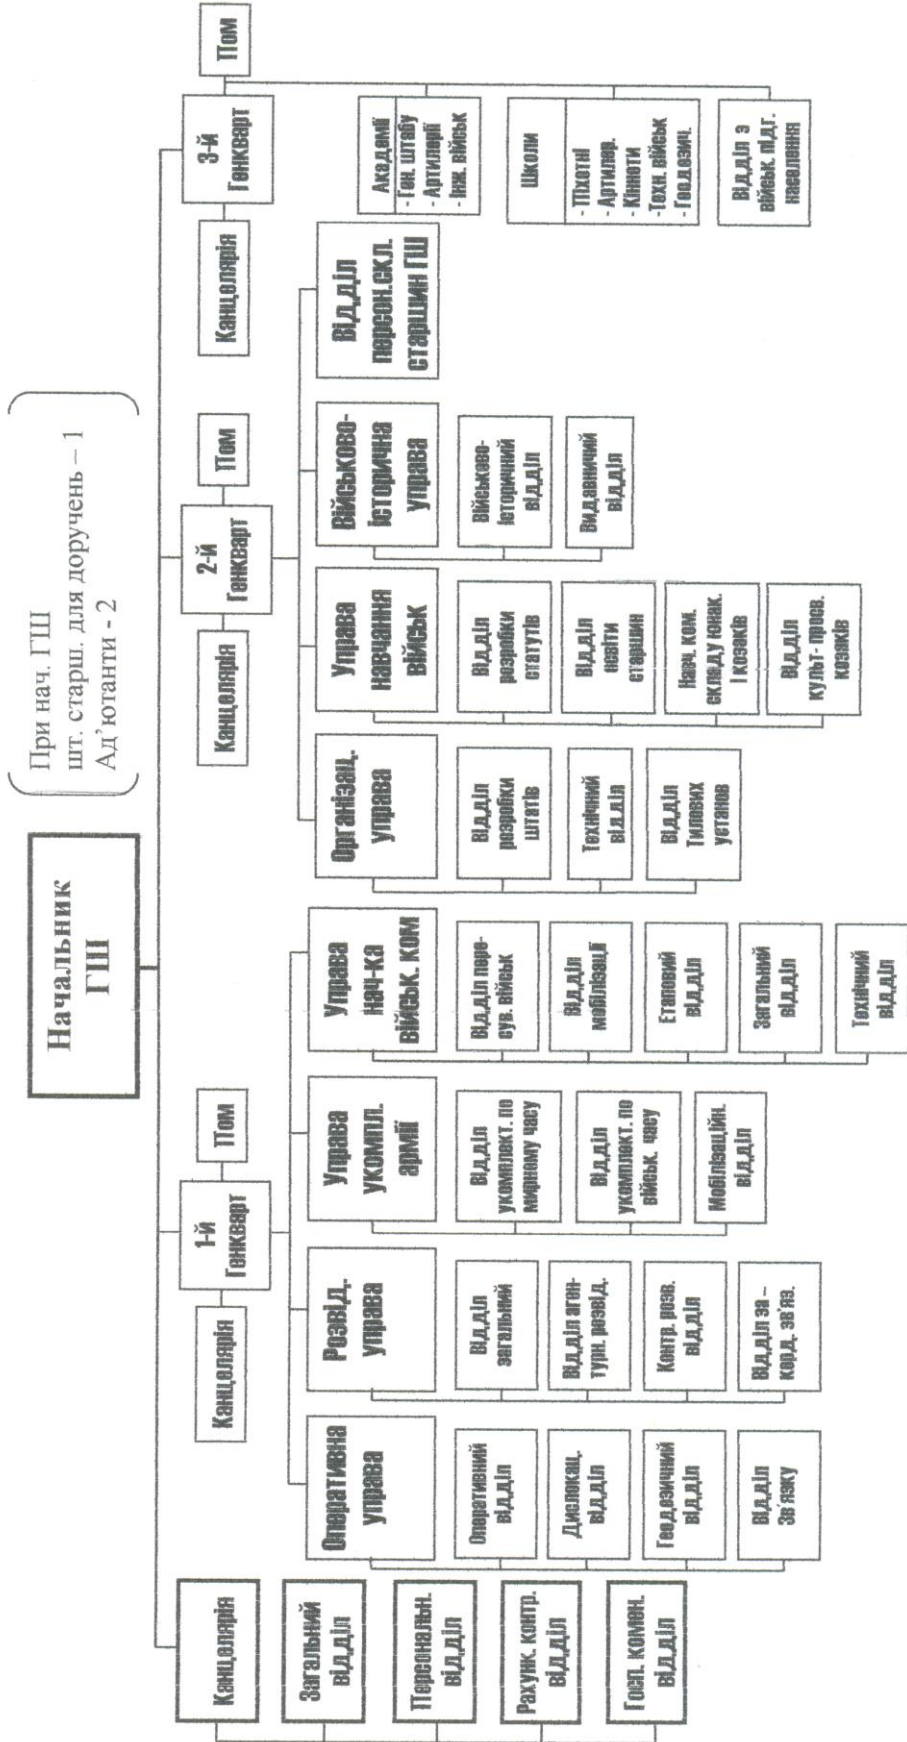 При нач. ГШ
шт. старш. для доручень – 1
Ад’ютанти - 2
Начальник
ГШ
Канцелярія
Загальний
відділ
Персональн.
відділ
Рахунк. контр.
відділ
Госп. комен.
відділ
Канцелярія
1-й
Генкварт
Пом
Оперативна
управа
Оперативний
відділ
Дислокац.
відділ
Геодезичний
відділ
Відділ
Зв’язку
Розвід.
управа
Відділ
загальний
Відділ аген-
турн. розвід.
Контр. розв.
відділ
Відділ за –
корд. зв’яз.
Управа
укомпл.
армії
Відділ
укомплект. по
мирному часу
Відділ
укомплект. по
військ. часу
Мобілізаційн.
відділ
Управа
нач-ка
військ. ком
Відділ пере-
сув. військ
Відділ
мобілізації
Етаповий
відділ
Загальний
відділ
Технічний
відділ
Канцелярія
2-й
Генкварт
Пом
Організац.
управа
Відділ
розробки
штатів
Технічний
відділ
Відділ
Тилових
установ
Управа
навчання
військ
Відділ
розробки
статутів
Відділ
освіти
старшин
Навч. ком.
складу юнак.
і козаків
Відділ
культ- просв.
козаків
Військово-
історична
управа
Військово-
історичний
відділ
Видавничий
відділ
Відділ
персон.скл.
старшин ГШ
Канцелярія
3-й
Генкварт
Пом
Академії
- Ген. штабу
- Артилерії
- Інж. військ
Школи
- Піхотні
- Артилер.
- Кінноти
-Техн. військ
- Геодезич.
Відділ з
військ. підг.
населення